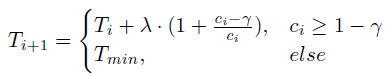 T_{i+1} = \begin{cases} T_i + \lambda \cdot (1 + \frac{c_i - \gamma}{c_i}), & c_i \geq 1 - \gamma \\ T_{min}, & else \end{cases}